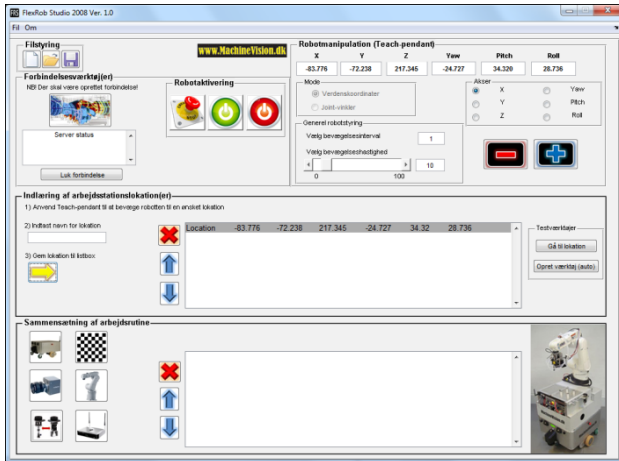 FlexRob Studio 2008 Ver. 1.0
Fil Om
Filstyring
www.MachineVision.dk
Forbindelsesværktøj(er)
NB! Der skal være oprettet forbindelse!
Server status
Luk forbindelse
Robotaktivering
Robotmanipulation (Teach-pendant)
X Y Z Yaw Pitch Roll
-83.776 -72.238 217.345 -24.727 34.320 28.736
Mode
Verdenskoordinater
Joint-vinkler
Akser
X Yaw
Y Pitch
Z Roll
Generel robotstyring
Vælg bevægelsesinterval 1
Vælg bevægelseshastighed
10
0 100
Indlæring af arbejdsstationslokation(er)
1) Anvend Teach-pendant til at bevæge robotten til en ønsket lokation
2) Indtast navn for lokation
3) Gem lokation til listbox
Location -83.776 -72.238 217.345 -24.727 34.32 28.736
Testværktøjer
Gå til lokation
Opret værktøj (auto)
Sammensætning af arbejdsrutine